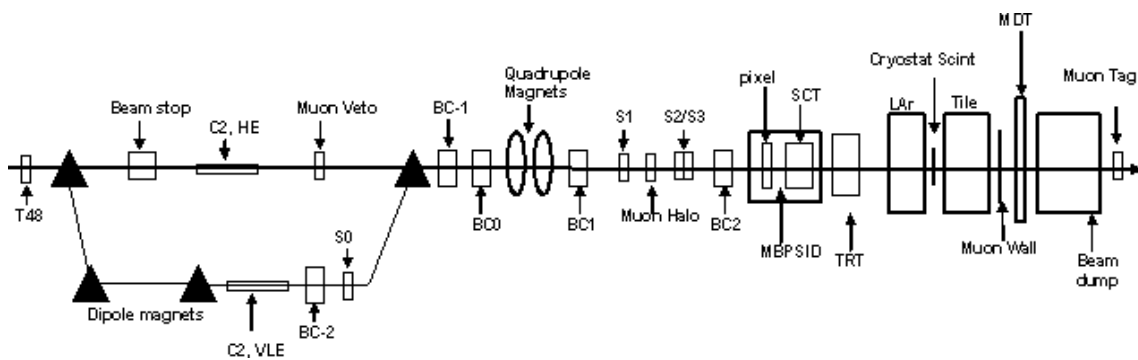 MDT
Quadrupole
Magnets
Cryostat Scint
Muon Tag
pixel
SCT
Beam stop
Muon Veto
BC-1
C2, HE
S1
S2/S3
LAr
Tile
T48
BC0
BC1
Muon Halo
BC2
MBPSID
TRT
Muon Wall
Beam
dump
S0
Dipole magnets
BC-2
C2, VLE